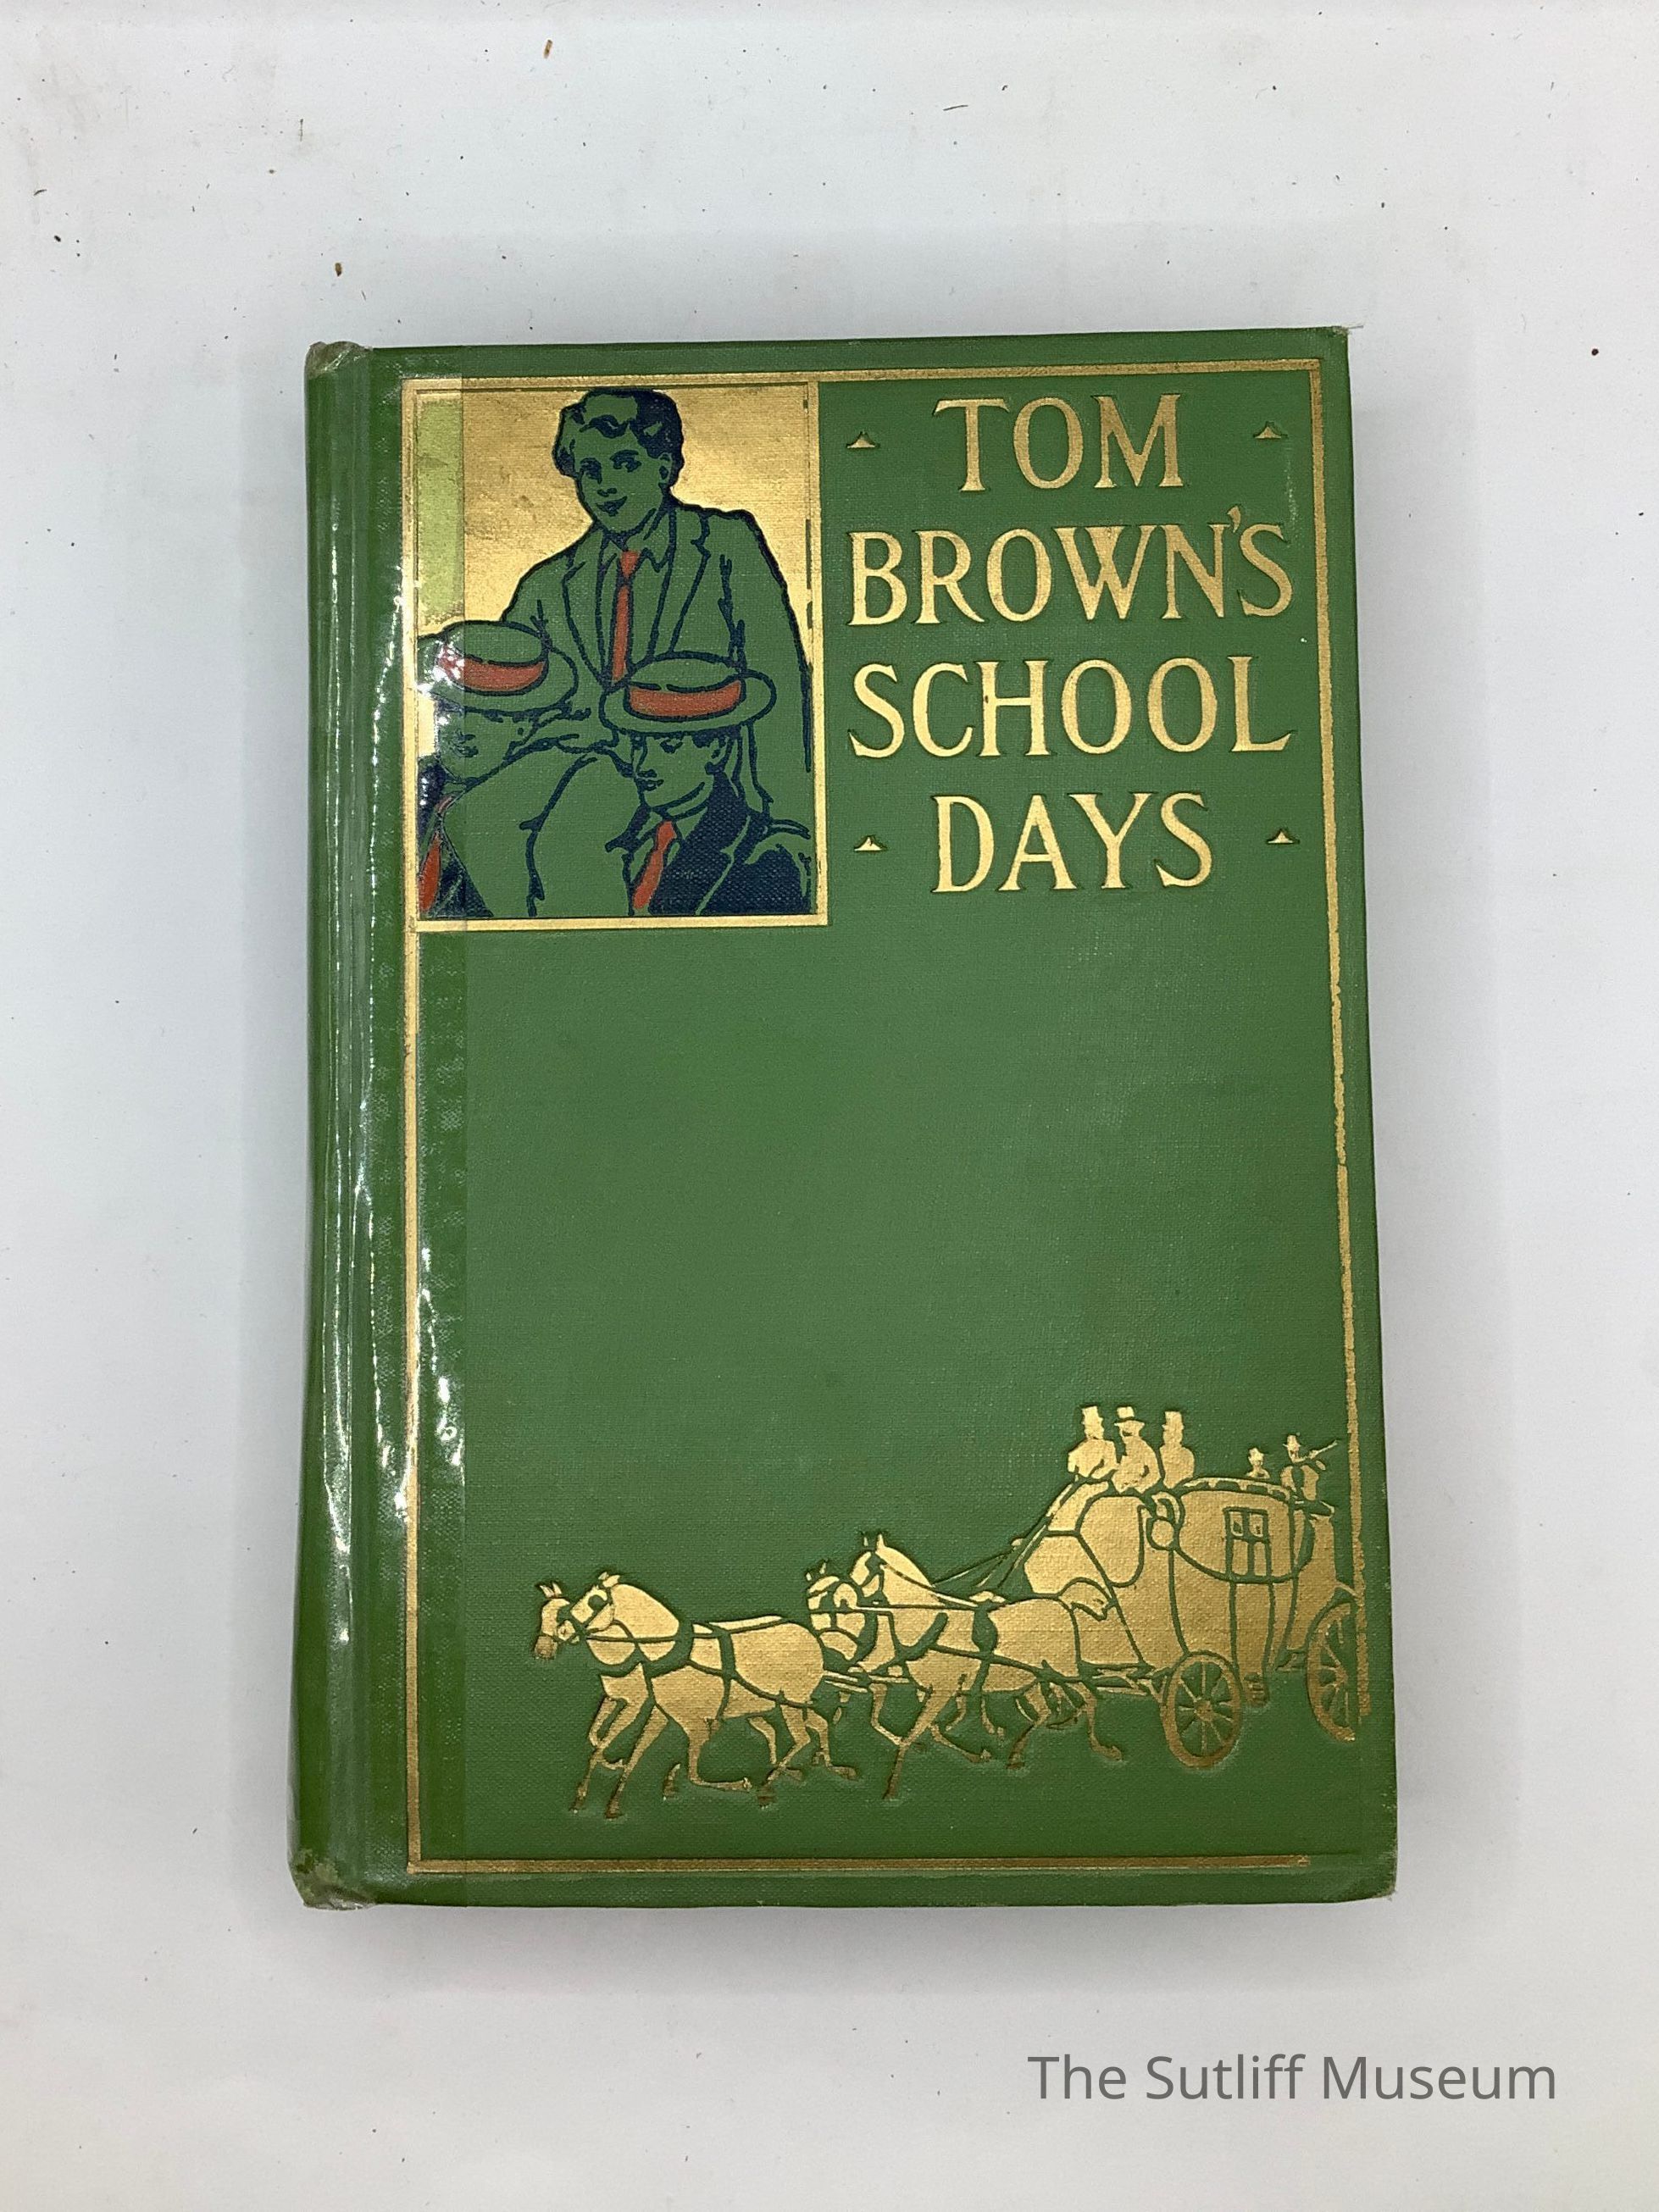 TOM
BROWN'S
SCHOOL
DAYS
The Sutliff Museum